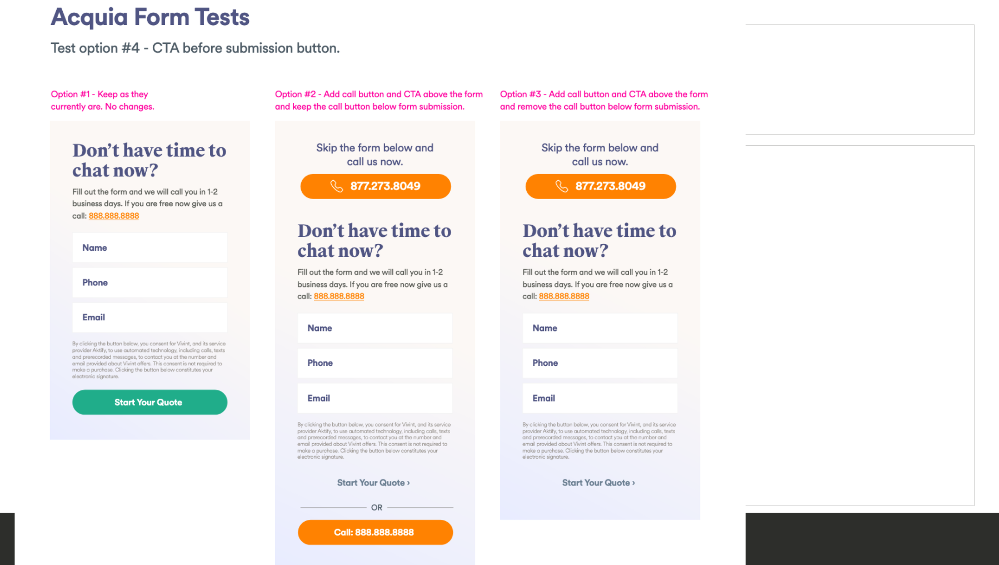 Acquia Form Tests
Test option #4 - CTA before submission button.
Option #1 - Keep as they
currently are. No changes.
Don’t have time to
chat now?
Fill out the form and we will call you in 1-2
business days. If you are free now give us a
call: 888.888.8888
Name
Phone
Email
By clicking the button below, you consent for Vivint, and its service
provider Aktify, to use automated technology, including calls, texts
and prerecorded messages, to contact you at the number and
email provided about Vivint offers. This consent is not required to
make a purchase. Clicking the button below constitutes your
electronic signature.
Start Your Quote
Option #2 - Add call button and CTA above the form
and keep the call button below form submission.
Skip the form below and
call us now.
877.273.8049
Don’t have time to
chat now?
Fill out the form and we will call you in 1-2
business days. If you are free now give us a
call: 888.888.8888
Name
Phone
Email
By clicking the button below, you consent for Vivint, and its service
provider Aktify, to use automated technology, including calls, texts
and prerecorded messages, to contact you at the number and
email provided about Vivint offers. This consent is not required to
make a purchase. Clicking the button below constitutes your
electronic signature.
Start Your Quote ›
OR
Call: 888.888.8888
Option #3 - Add call button and CTA above the form
and remove the call button below form submission.
Skip the form below and
call us now.
877.273.8049
Don’t have time to
chat now?
Fill out the form and we will call you in 1-2
business days. If you are free now give us a
call: 888.888.8888
Name
Phone
Email
By clicking the button below, you consent for Vivint, and its service
provider Aktify, to use automated technology, including calls, texts
and prerecorded messages, to contact you at the number and
email provided about Vivint offers. This consent is not required to
make a purchase. Clicking the button below constitutes your
electronic signature.
Start Your Quote ›